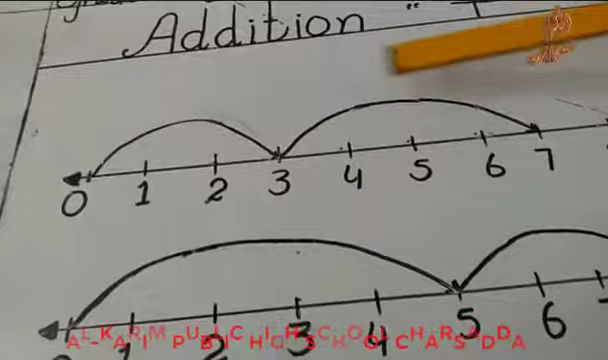 Addition
0 1 2 3 4 5 6 7
1 2 3 4 5 6
AL-KARIM PUBLIC HIGH SCHOOL CHARSADDA